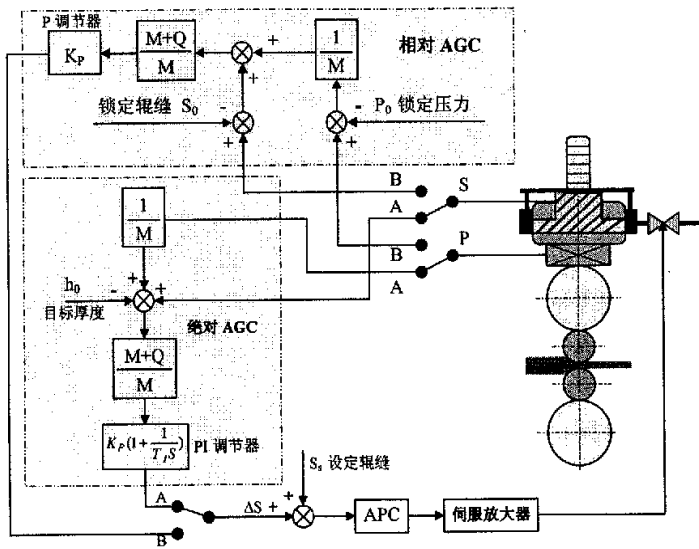 P 调节器
K_P
M+Q
M
1
M
相对 AGC
+
+
-
锁定辊缝 S_0
+
-
P_0 锁定压力
+
B
A
S
B
A
P
1
M
h_0
目标厚度
-
+
+
绝对 AGC
M+Q
M
K_P(1+1/T_I S)
PI 调节器
S_s 设定辊缝
A
B
ΔS
+
+
APC
伺服放大器